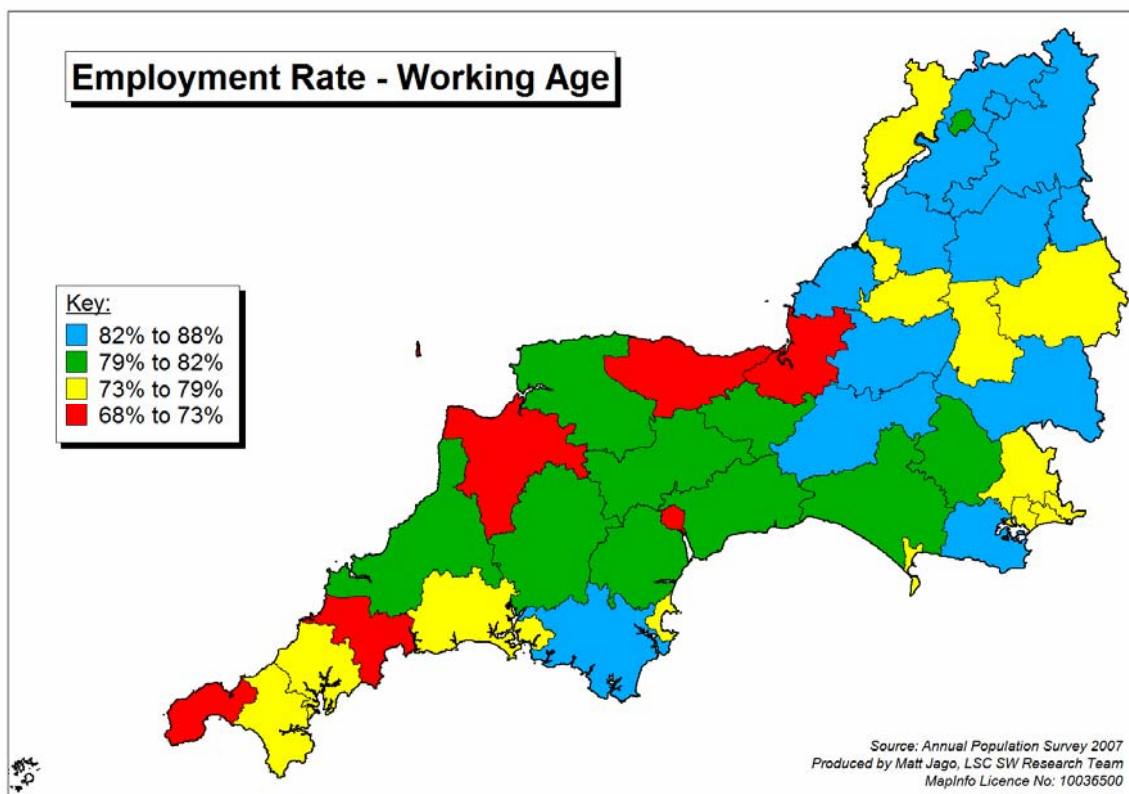 Employment Rate - Working Age
Key:
82% to 88%
79% to 82%
73% to 79%
68% to 73%
Source: Annual Population Survey 2007
Produced by Matt Jago, LSC SW Research Team
MapInfo Licence No: 10036500